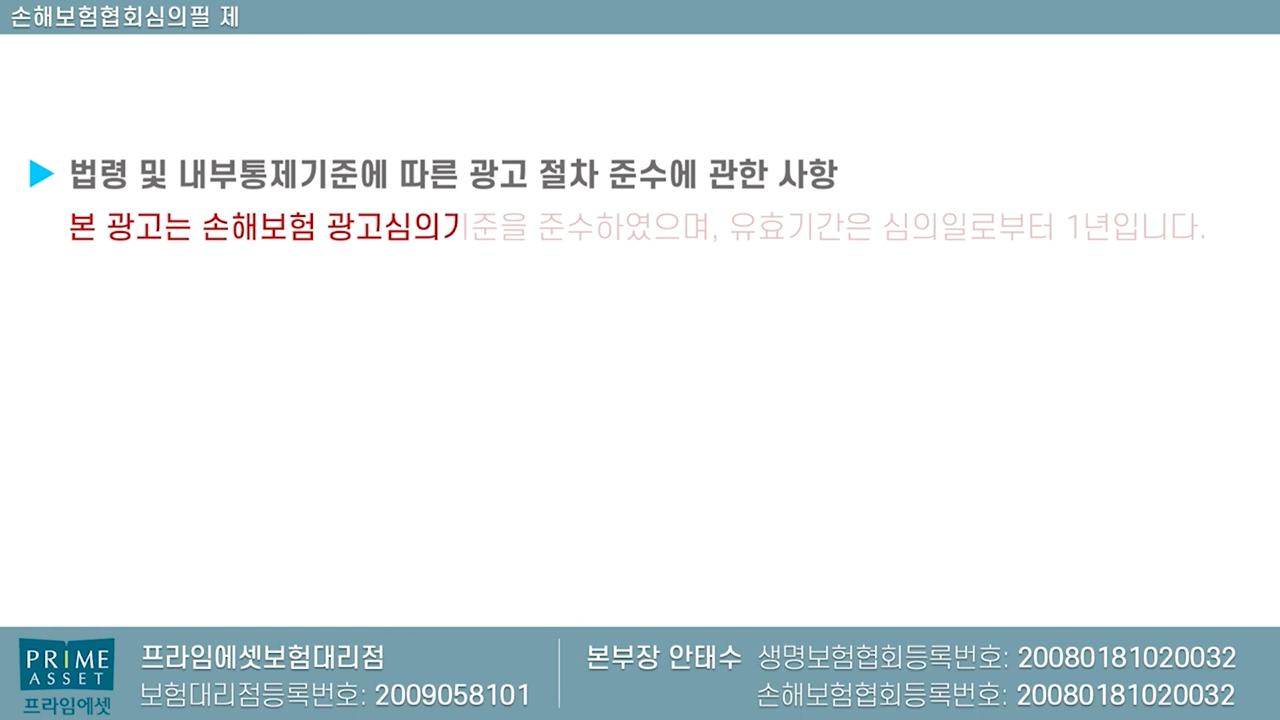 손해보험협회심의필 제
▶ 법령 및 내부통제기준에 따른 광고 절차 준수에 관한 사항
본 광고는 손해보험 광고심의기준을 준수하였으며, 유효기간은 심의일로부터 1년입니다.
PRIME
ASSET
프라임에셋
프라임에셋보험대리점
보험대리점등록번호: 2009058101
본부장 안태수 생명보험협회등록번호: 20080181020032
손해보험협회등록번호: 20080181020032